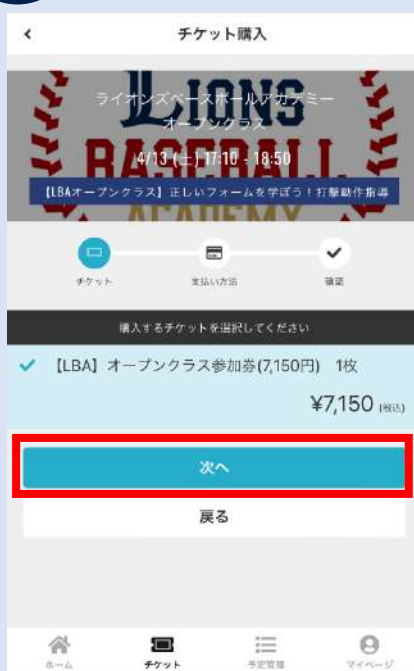 チケット購入
LIONS
BASEBALL
ACADEMY
ライオンズベースボールアカデミー
オープンクラス
4/13 (土) 17:10 - 18:50
【LBAオープンクラス】正しいフォームを学ぼう!打撃動作指導
チケット
支払い方法
確認
購入するチケットを選択してください
【LBA】オープンクラス参加券(7,150円) 1枚
¥7,150 (税込)
次へ
戻る
ホーム
チケット
予定管理
マイページ